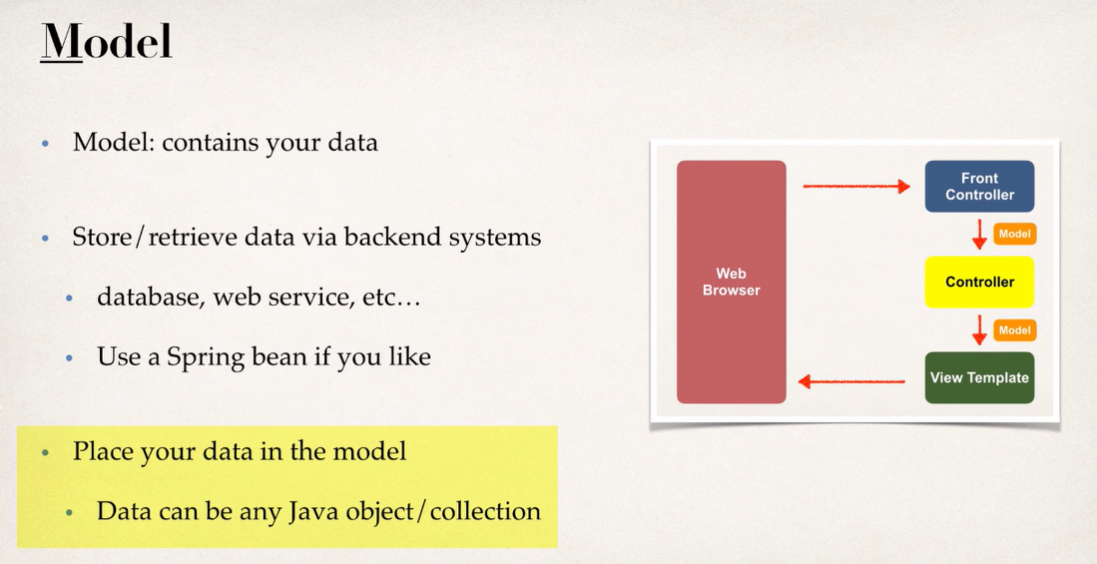 Model
• Model: contains your data
• Store/retrieve data via backend systems
• database, web service, etc…
• Use a Spring bean if you like
• Place your data in the model
• Data can be any Java object/collection
Web
Browser
Front
Controller
Model
Controller
Model
View Template